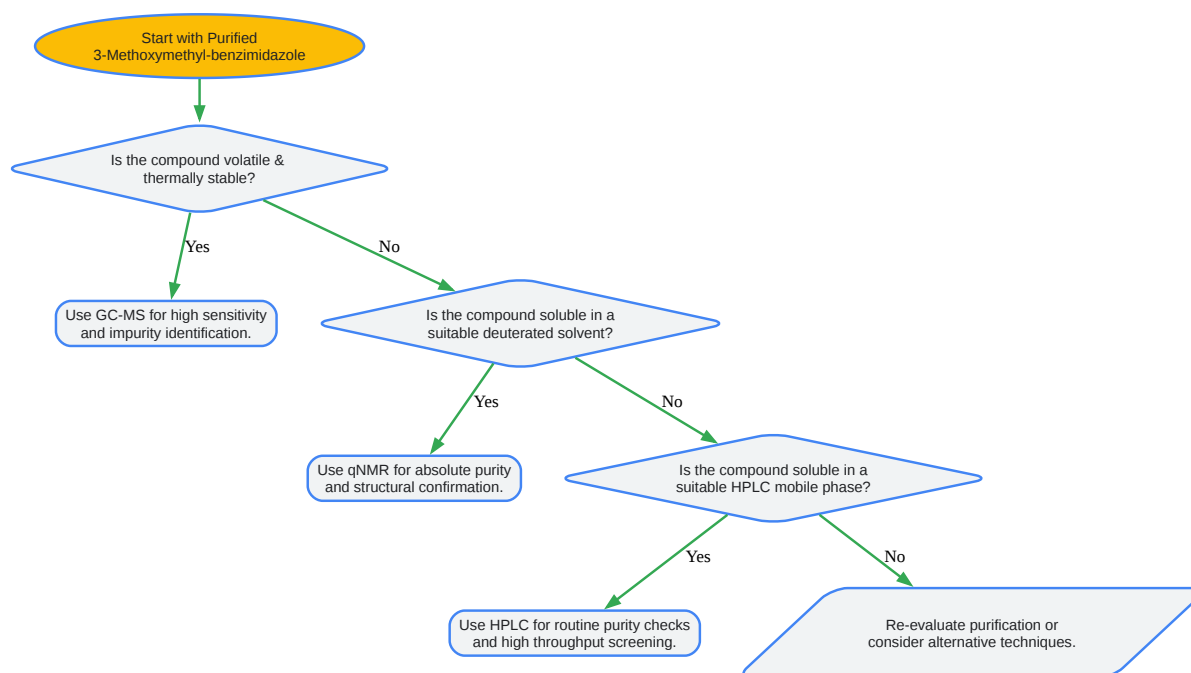 Start with Purified
3-Methoxymethyl-benzimidazole
Is the compound volatile &
thermally stable?
Yes
No
Use GC-MS for high sensitivity
and impurity identification.
Is the compound soluble in a
suitable deuterated solvent?
Yes
No
Use qNMR for absolute purity
and structural confirmation.
Is the compound soluble in a
suitable HPLC mobile phase?
Yes
No
Use HPLC for routine purity checks
and high throughput screening.
Re-evaluate purification or
consider alternative techniques.